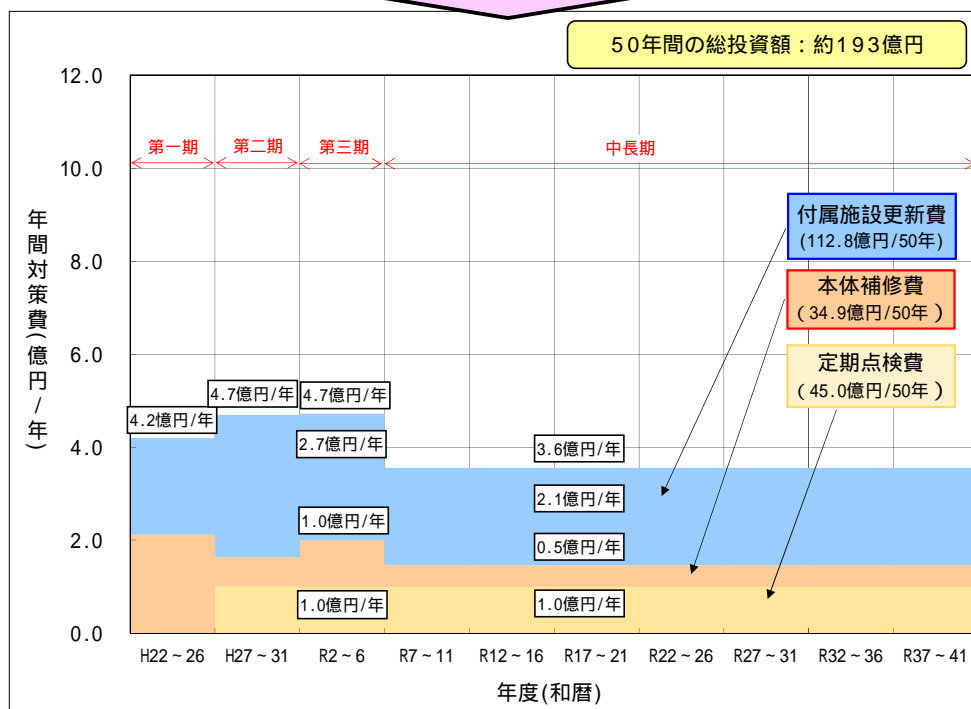 50年間の総投資額：約193億円
12.0
10.0
8.0
6.0
4.0
2.0
0.0
年間対策費(億円/年)
第一期
第二期
第三期
中長期
付属施設更新費
(112.8億円/50年)
本体補修費
(34.9億円/50年)
定期点検費
(45.0億円/50年)
4.2億円/年
4.7億円/年
4.7億円/年
2.7億円/年
1.0億円/年
1.0億円/年
3.6億円/年
2.1億円/年
0.5億円/年
1.0億円/年
H22～26
H27～31
R2～6
R7～11
R12～16
R17～21
R22～26
R27～31
R32～36
R37～41
年度(和暦)